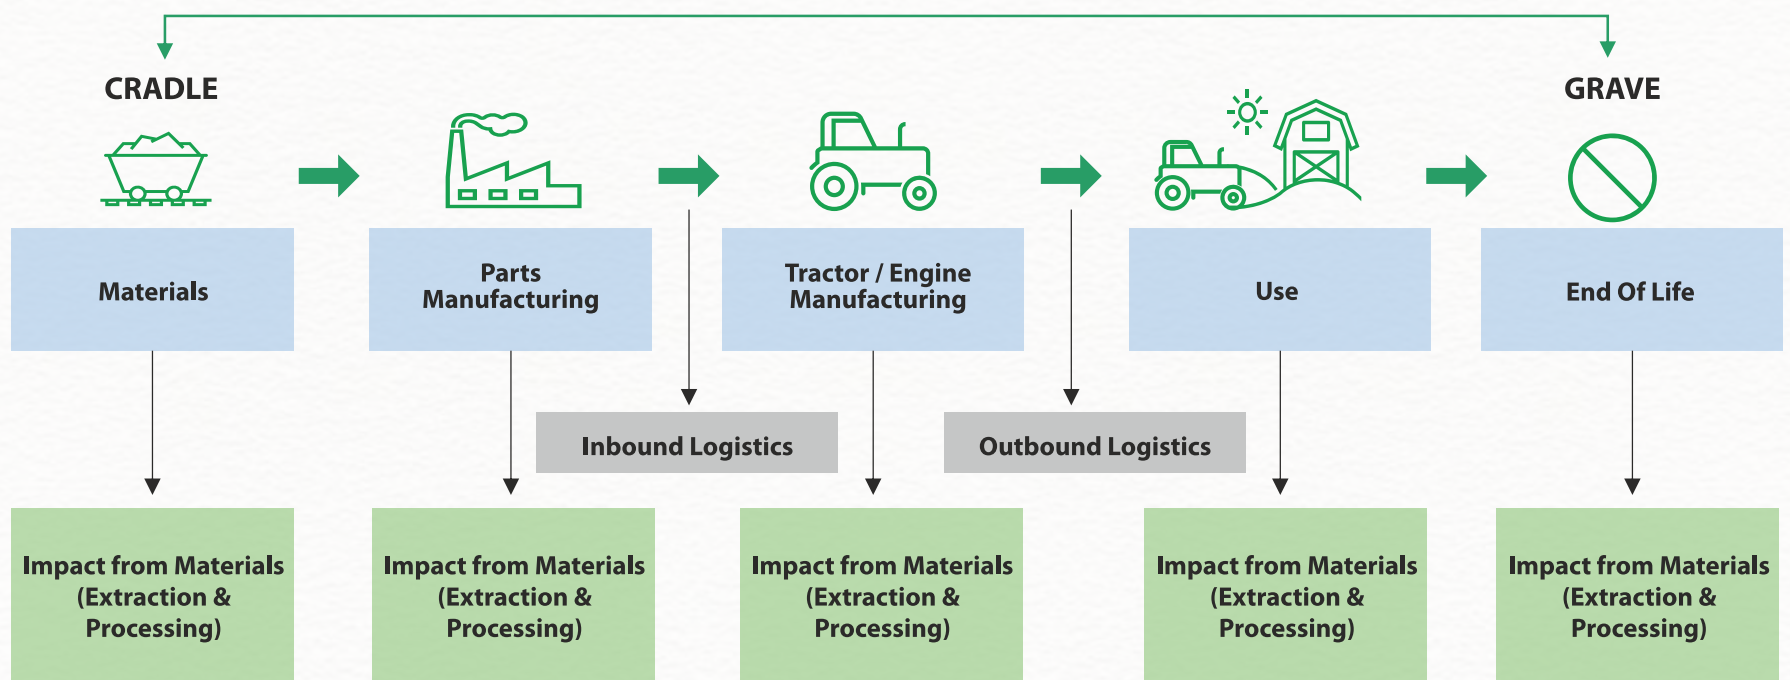 CRADLE
GRAVE
Materials
Parts
Manufacturing
Tractor / Engine
Manufacturing
Use
End Of Life
Inbound Logistics
Outbound Logistics
Impact from Materials
(Extraction &
Processing)
Impact from Materials
(Extraction &
Processing)
Impact from Materials
(Extraction &
Processing)
Impact from Materials
(Extraction &
Processing)
Impact from Materials
(Extraction &
Processing)